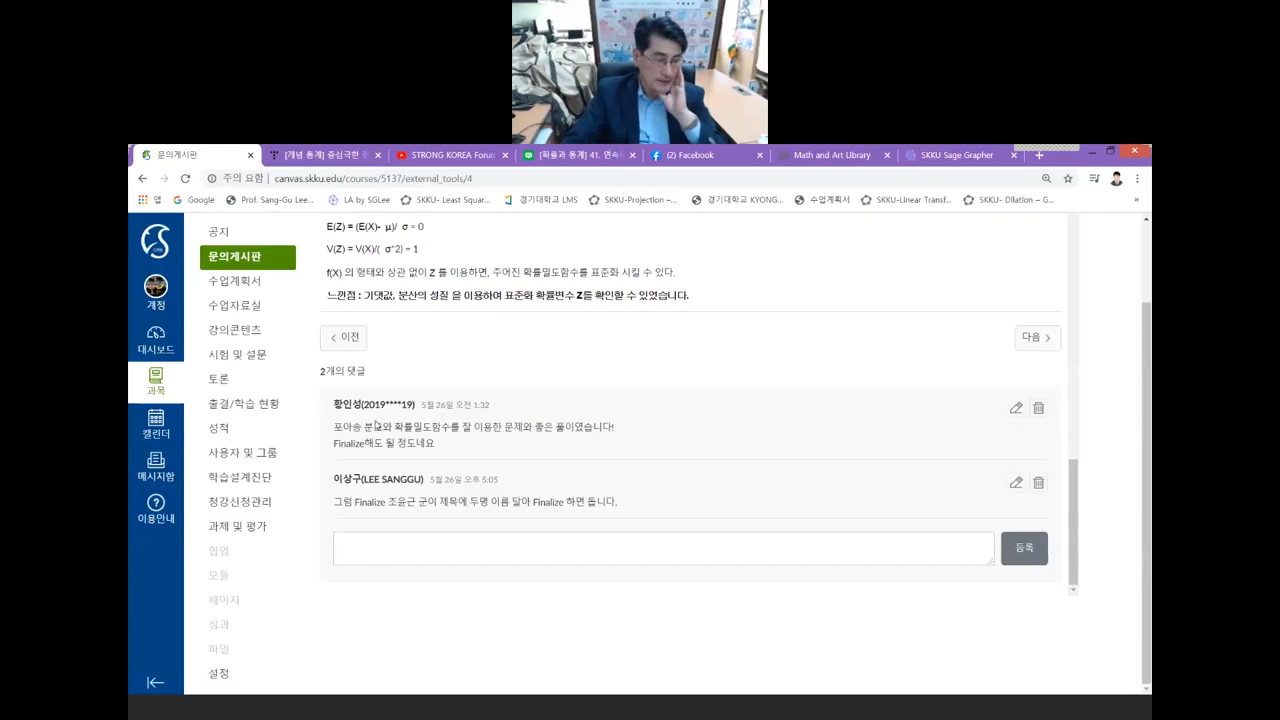 문의게시판
[개념 통계] 중심극한
STRONG KOREA Forum
[확률과 통계] 41. 연속
(2) Facebook
Math and Art Library
SKKU Sage Grapher
주의 요함 | canvas.skku.edu/courses/5137/external_tools/4
앱
Google
Prof. Sang-Gu Lee...
LA by SGLee
SKKU- Least Squar...
경기대학교 LMS
SKKU-Projection –...
경기대학교 KYONG...
수업계획서
SKKU-Linear Transf...
SKKU- Dilation – G...
»
계정
대시보드
과목
캘린더
메시지함
이용안내
공지
문의게시판
수업계획서
수업자료실
강의콘텐츠
시험 및 설문
토론
출결/학습 현황
성적
사용자 및 그룹
학습설계진단
청강신청관리
과제 및 평가
협업
모듈
페이지
성과
파일
설정
E(Z) = (E(X)- μ)/ σ = 0
V(Z) = V(X)/( σ^2) = 1
f(X) 의 형태와 상관 없이 Z 를 이용하면, 주어진 확률밀도함수를 표준화 시킬 수 있다.
느낀점 : 기댓값, 분산의 성질 을 이용하여 표준화 확률변수 Z를 확인할 수 있었습니다.
이전
다음
2개의 댓글
황인성(2019****19) 5월 26일 오전 1:32
포아송 분포와 확률밀도함수를 잘 이용한 문제와 좋은 풀이였습니다!
Finalize해도 될 정도네요
이상구(LEE SANGGU) 5월 26일 오후 5:05
그럼 Finalize 조윤근 군이 제목에 두명 이름 달아 Finalize 하면 돕니다.
등록